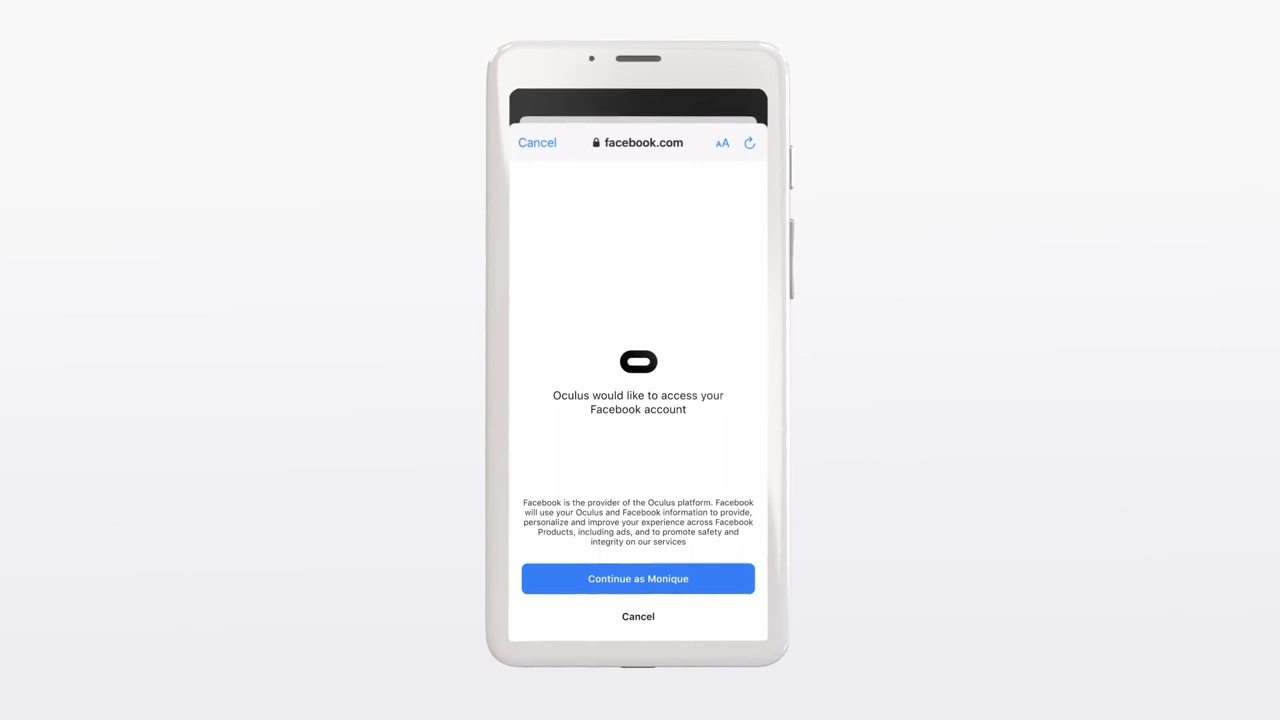 Cancel
facebook.com
AA
Oculus would like to access your
Facebook account
Facebook is the provider of the Oculus platform. Facebook
will use your Oculus and Facebook information to provide,
personalize and improve your experience across Facebook
Products, including ads, and to promote safety and
integrity on our services
Continue as Monique
Cancel